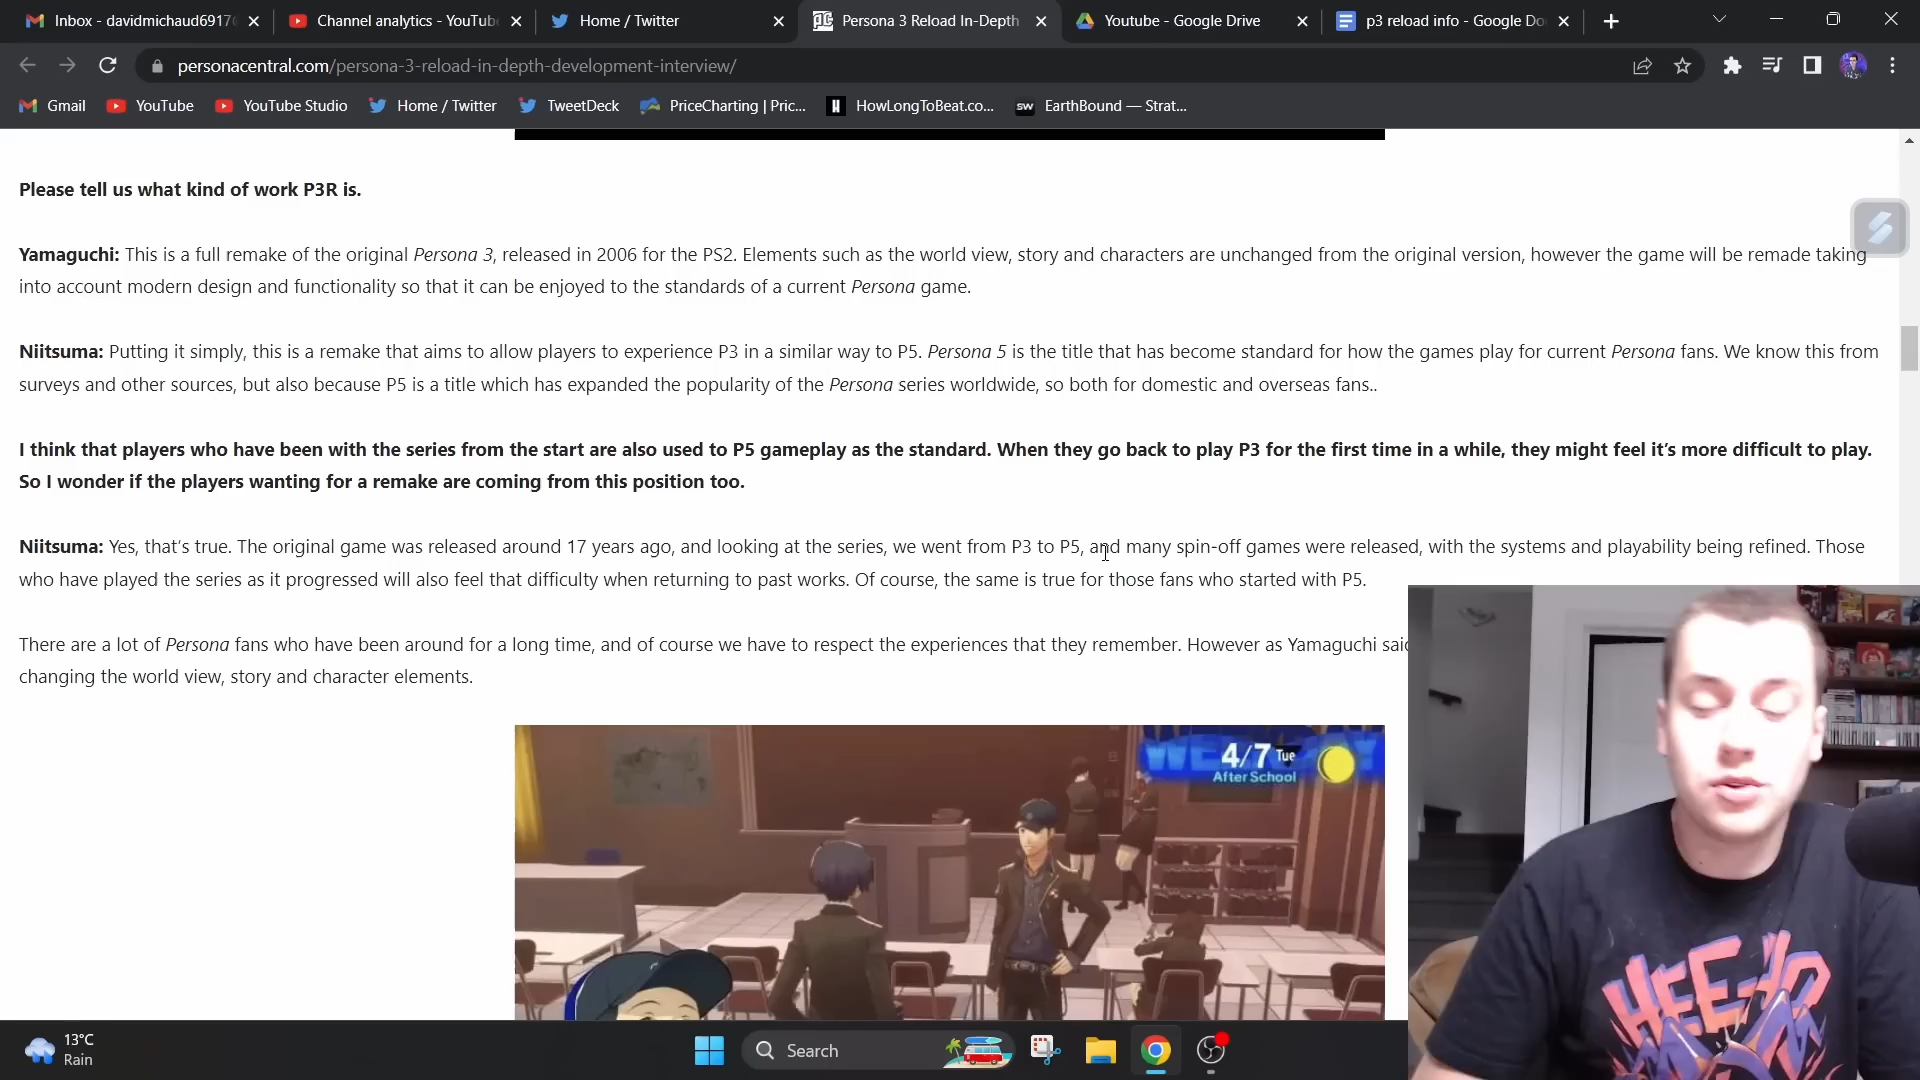 Inbox - davidmichaud6917
Channel analytics - YouTube
Home / Twitter
Persona 3 Reload In-Depth
Youtube - Google Drive
p3 reload info - Google Do
personacentral.com/persona-3-reload-in-depth-development-interview/
Gmail
YouTube
YouTube Studio
Home / Twitter
TweetDeck
PriceCharting | Pric...
HowLongToBeat.co...
SW
EarthBound — Strat...
Please tell us what kind of work P3R is.
Yamaguchi: This is a full remake of the original Persona 3, released in 2006 for the PS2. Elements such as the world view, story and characters are unchanged from the original version, however the game will be remade taking
into account modern design and functionality so that it can be enjoyed to the standards of a current Persona game.
Niitsuma: Putting it simply, this is a remake that aims to allow players to experience P3 in a similar way to P5. Persona 5 is the title that has become standard for how the games play for current Persona fans. We know this from
surveys and other sources, but also because P5 is a title which has expanded the popularity of the Persona series worldwide, so both for domestic and overseas fans..
I think that players who have been with the series from the start are also used to P5 gameplay as the standard. When they go back to play P3 for the first time in a while, they might feel it's more difficult to play.
So I wonder if the players wanting for a remake are coming from this position too.
Niitsuma: Yes, that's true. The original game was released around 17 years ago, and looking at the series, we went from P3 to P5, and many spin-off games were released, with the systems and playability being refined. Those
who have played the series as it progressed will also feel that difficulty when returning to past works. Of course, the same is true for those fans who started with P5.
There are a lot of Persona fans who have been around for a long time, and of course we have to respect the experiences that they remember. However as Yamaguchi said
changing the world view, story and character elements.
4/7 Tue
After School
HEE-HO
13°C
Rain
Search